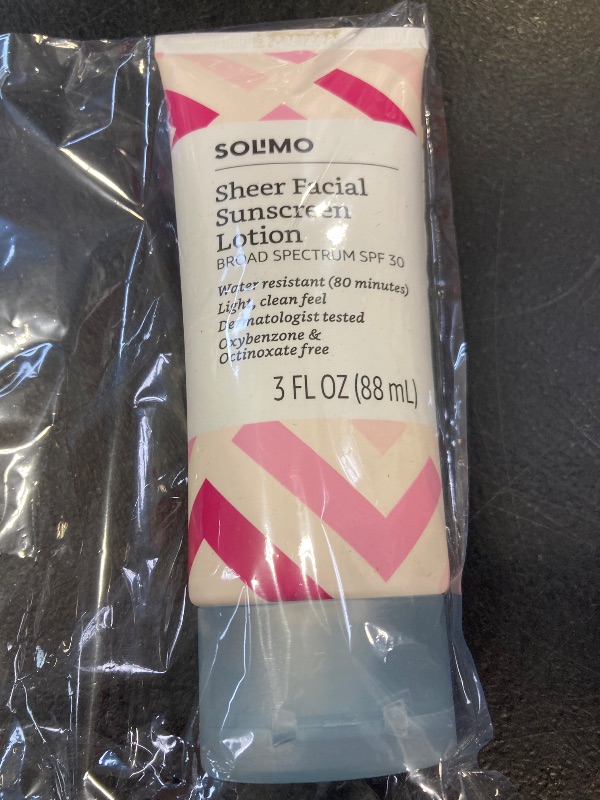 SOLIMO
Sheer Facial
Sunscreen
Lotion
BROAD SPECTRUM SPF 30
Water resistant (80 minutes)
Light, clean feel
Dermatologist tested
Oxybenzone &
Octinoxate free
3 FL OZ (88 mL)